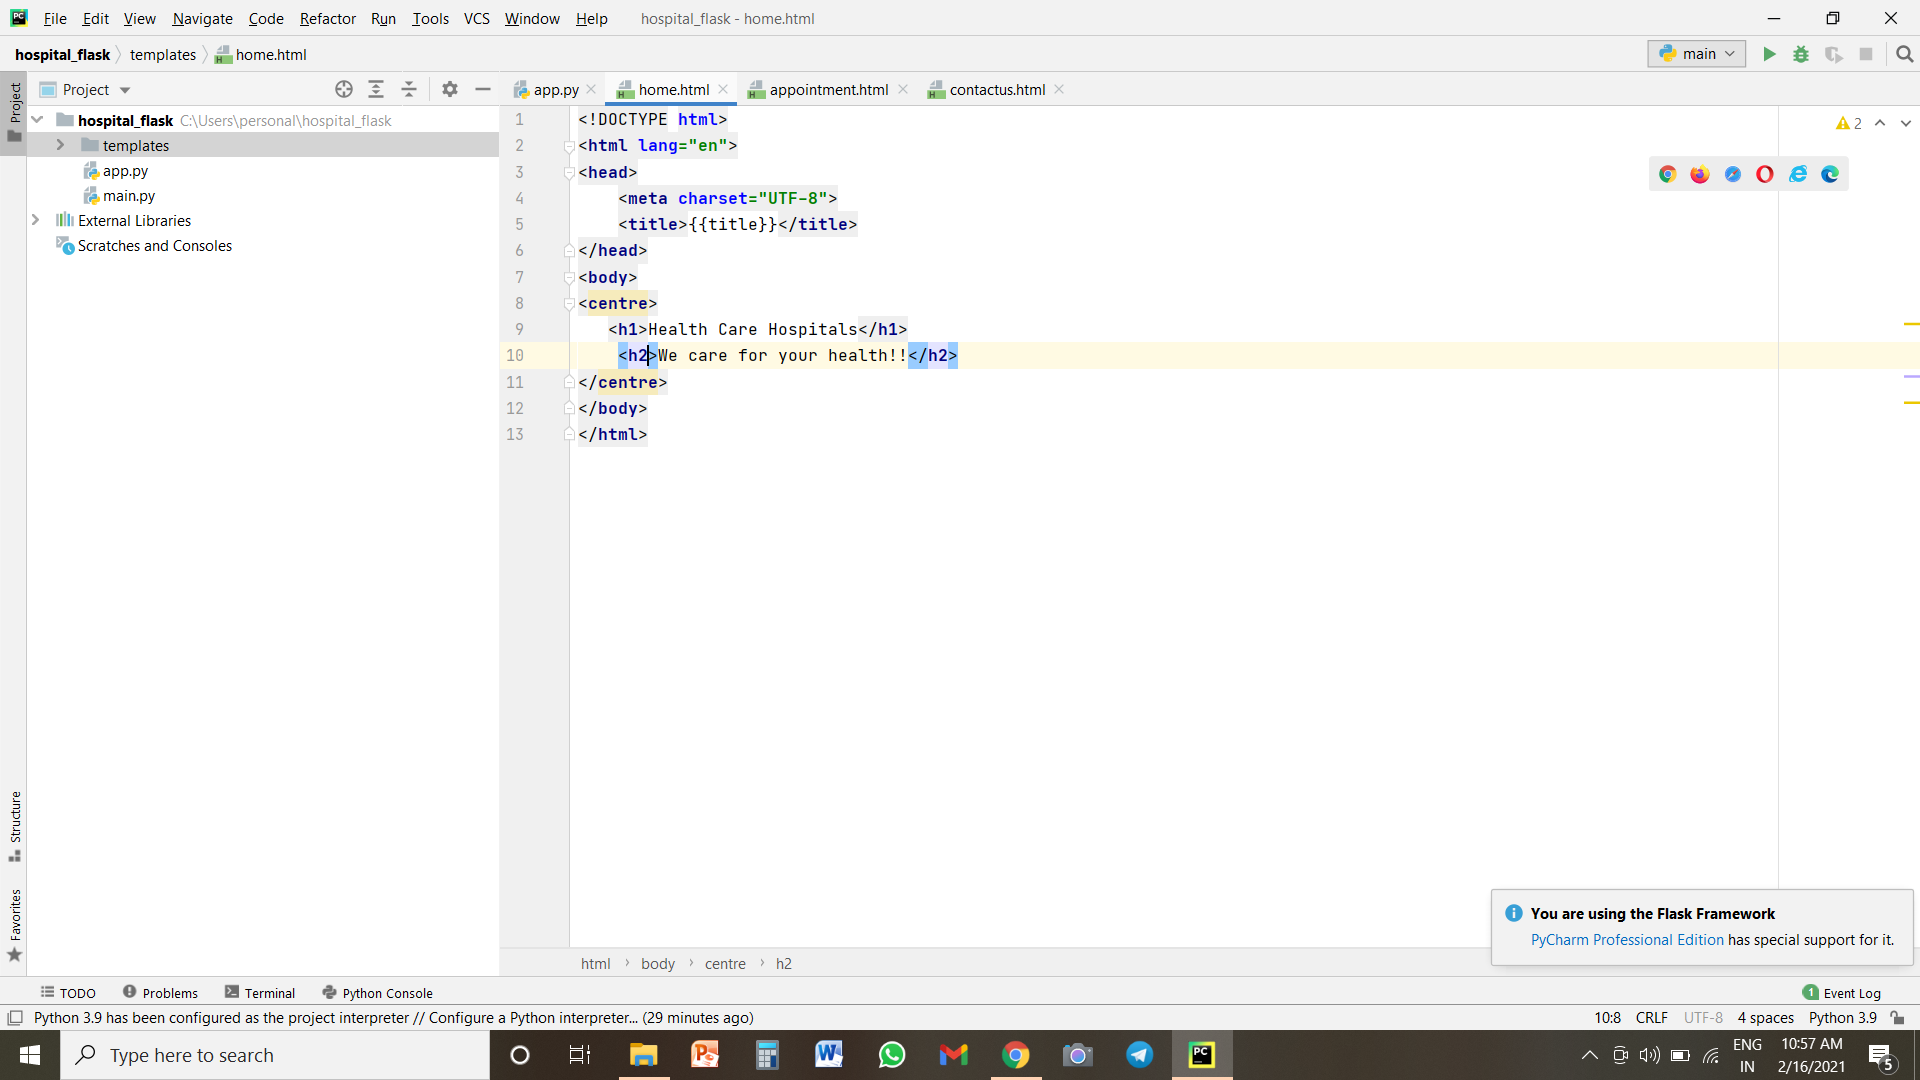 File Edit View Navigate Code Refactor Run Tools VCS Window Help hospital_flask - home.html
hospital_flask templates home.html
main
Project
Project
app.py home.html appointment.html contactus.html
hospital_flask C:\Users\personal\hospital_flask
templates
app.py
main.py
External Libraries
Scratches and Consoles
1 <!DOCTYPE html>
2 <html lang="en">
3 <head>
4 <meta charset="UTF-8">
5 <title>{{title}}</title>
6 </head>
7 <body>
8 <centre>
9 <h1>Health Care Hospitals</h1>
10 <h2>We care for your health!!</h2>
11 </centre>
12 </body>
13 </html>
2
Structure
Favorites
You are using the Flask Framework
PyCharm Professional Edition has special support for it.
html body centre h2
TODO Problems Terminal Python Console
1 Event Log
Python 3.9 has been configured as the project interpreter // Configure a Python interpreter... (29 minutes ago)
10:8 CRLF UTF-8 4 spaces Python 3.9
Type here to search
PC
ENG
IN
10:57 AM
2/16/2021
5